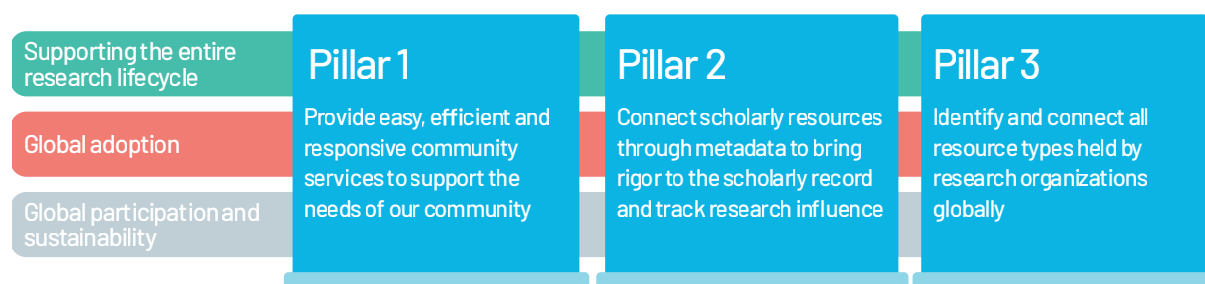 Supporting the entire
research lifecycle
Global adoption
Global participation and
sustainability
Pillar 1
Provide easy, efficient and
responsive community
services to support the
needs of our community
Pillar 2
Connect scholarly resources
through metadata to bring
rigor to the scholarly record
and track research influence
Pillar 3
Identify and connect all
resource types held by
research organizations
globally